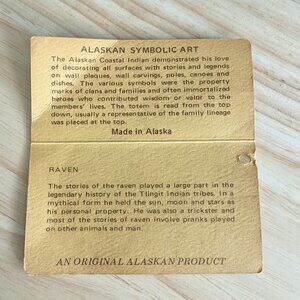 ALASKAN SYMBOLIC ART
The Alaskan Coastal Indian demonstrated his love
of decorating all surfaces with stories and legends
on wall plaques, wall carvings, poles, canoes and
dishes. The various symbols were the property
marks of clans and families and often immortalized
heroes who contributed wisdom or valor to the
members' lives. The totem is read from the top
down, usually a representative of the family lineage
was placed at the top.
Made in Alaska
RAVEN
The stories of the raven played a large part in the
legendary history of the Ttingit Indian tribes. In a
mythical form he held the sun, moon and stars as
his personal property. He was also a trickster and
most of the stories of raven involve pranks played
on other animals and man.
AN ORIGINAL ALASKAN PRODUCT